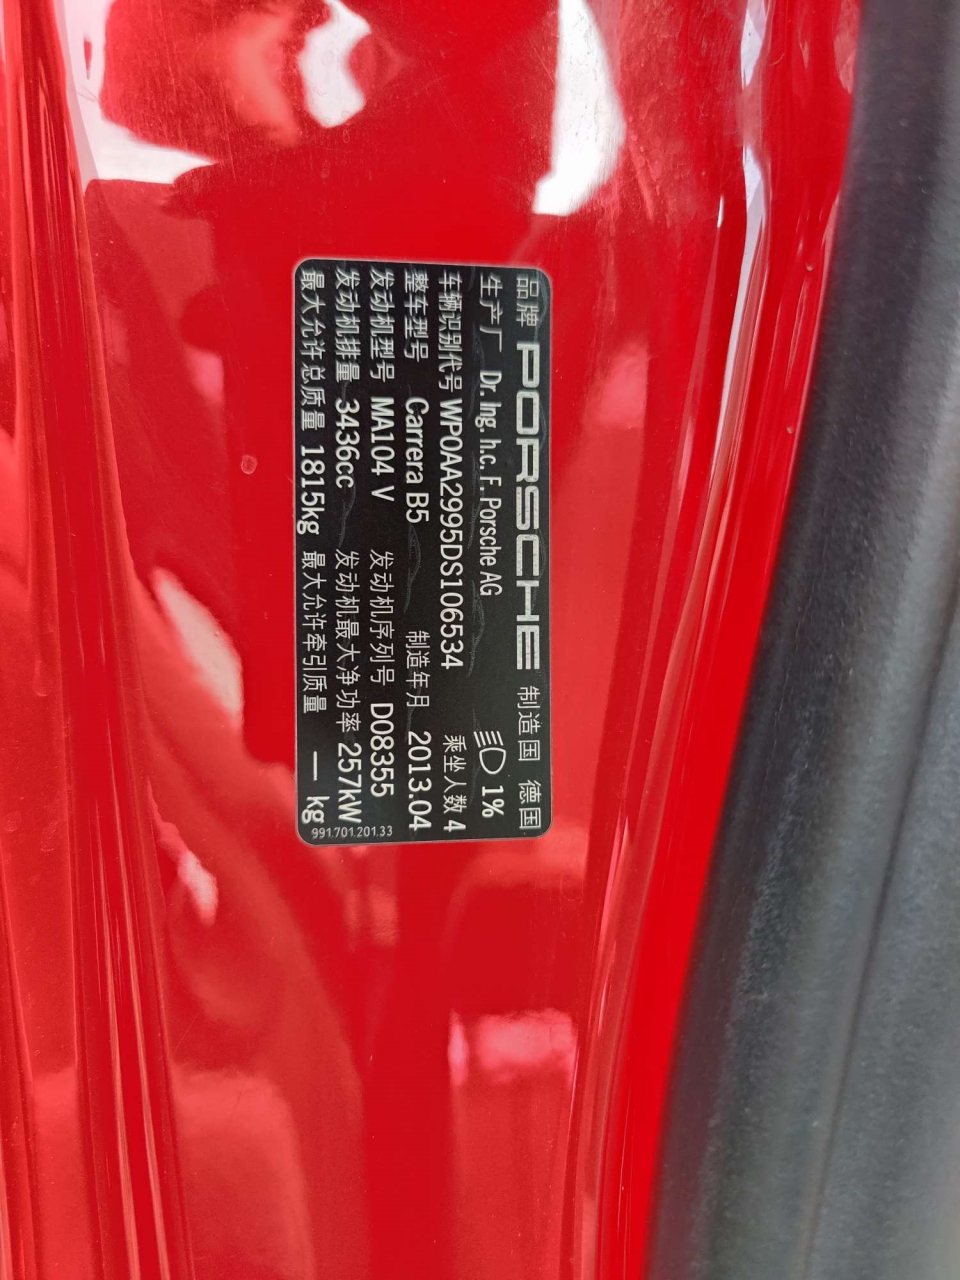 品牌 PORSCHE 制造国 德国
生产厂 Dr. Ing. h.c. F. Porsche AG 1%
车辆识别代号 WP0AA2995DS106534 乘坐人数 4
整车型号 Carrera B5 制造年月 2013.04
发动机型号 MA104 V 发动机序列号 D08355
发动机排量 3436cc 发动机最大净功率 257kW
最大允许总质量 1815kg 最大允许牵引质量 — kg
991.701.201.33